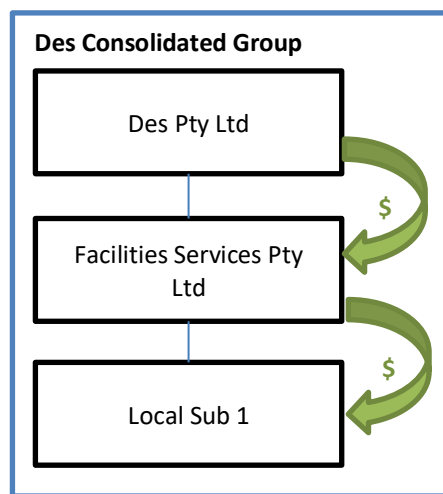 Des Consolidated Group
Des Pty Ltd
$
Facilities Services Pty
Ltd
$
Local Sub 1